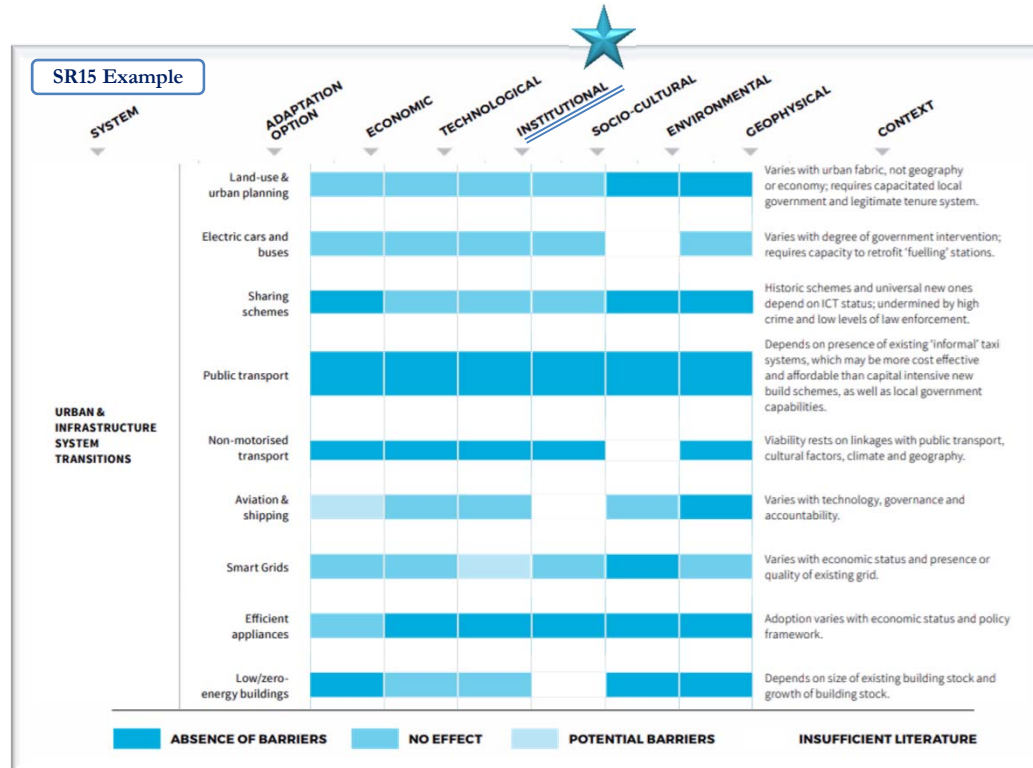 SR15 Example
SYSTEM
ADAPTATION
OPTION
ECONOMIC
TECHNOLOGICAL
INSTITUTIONAL
SOCIO-CULTURAL
ENVIRONMENTAL
GEOPHYSICAL
CONTEXT
URBAN &
INFRASTRUCTURE
SYSTEM
TRANSITIONS
Land-use &
urban planning
Varies with urban fabric, not geography
or economy; requires capacitated local
government and legitimate tenure system.
Electric cars and
buses
Varies with degree of government intervention;
requires capacity to retrofit 'fuelling' stations.
Sharing
schemes
Historic schemes and universal new ones
depend on ICT status; undermined by high
crime and low levels of law enforcement.
Public transport
Depends on presence of existing 'informal' taxi
systems, which may be more cost effective
and affordable than capital intensive new
build schemes, as well as local government
capabilities.
Non-motorised
transport
Viability rests on linkages with public transport,
cultural factors, climate and geography.
Aviation &
shipping
Varies with technology, governance and
accountability.
Smart Grids
Varies with economic status and presence or
quality of existing grid.
Efficient
appliances
Adoption varies with economic status and policy
framework.
Low/zero-
energy buildings
Depends on size of existing building stock and
growth of building stock.
ABSENCE OF BARRIERS
NO EFFECT
POTENTIAL BARRIERS
INSUFFICIENT LITERATURE